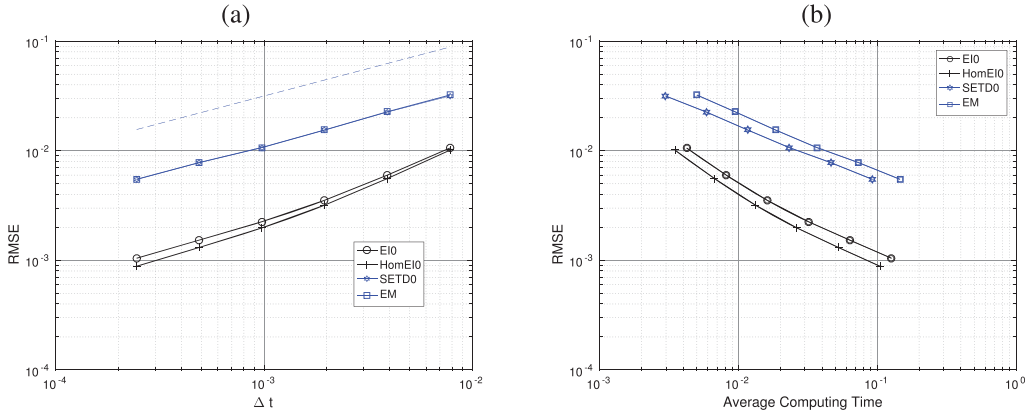 (a)
10^-1
10^-2
10^-3
10^-4
RMSE
10^-4
10^-3
10^-2
Δ t
EI0
HomEI0
SETD0
EM
(b)
10^-1
10^-2
10^-3
10^-4
RMSE
10^-3
10^-2
10^-1
10^0
Average Computing Time
EI0
HomEI0
SETD0
EM